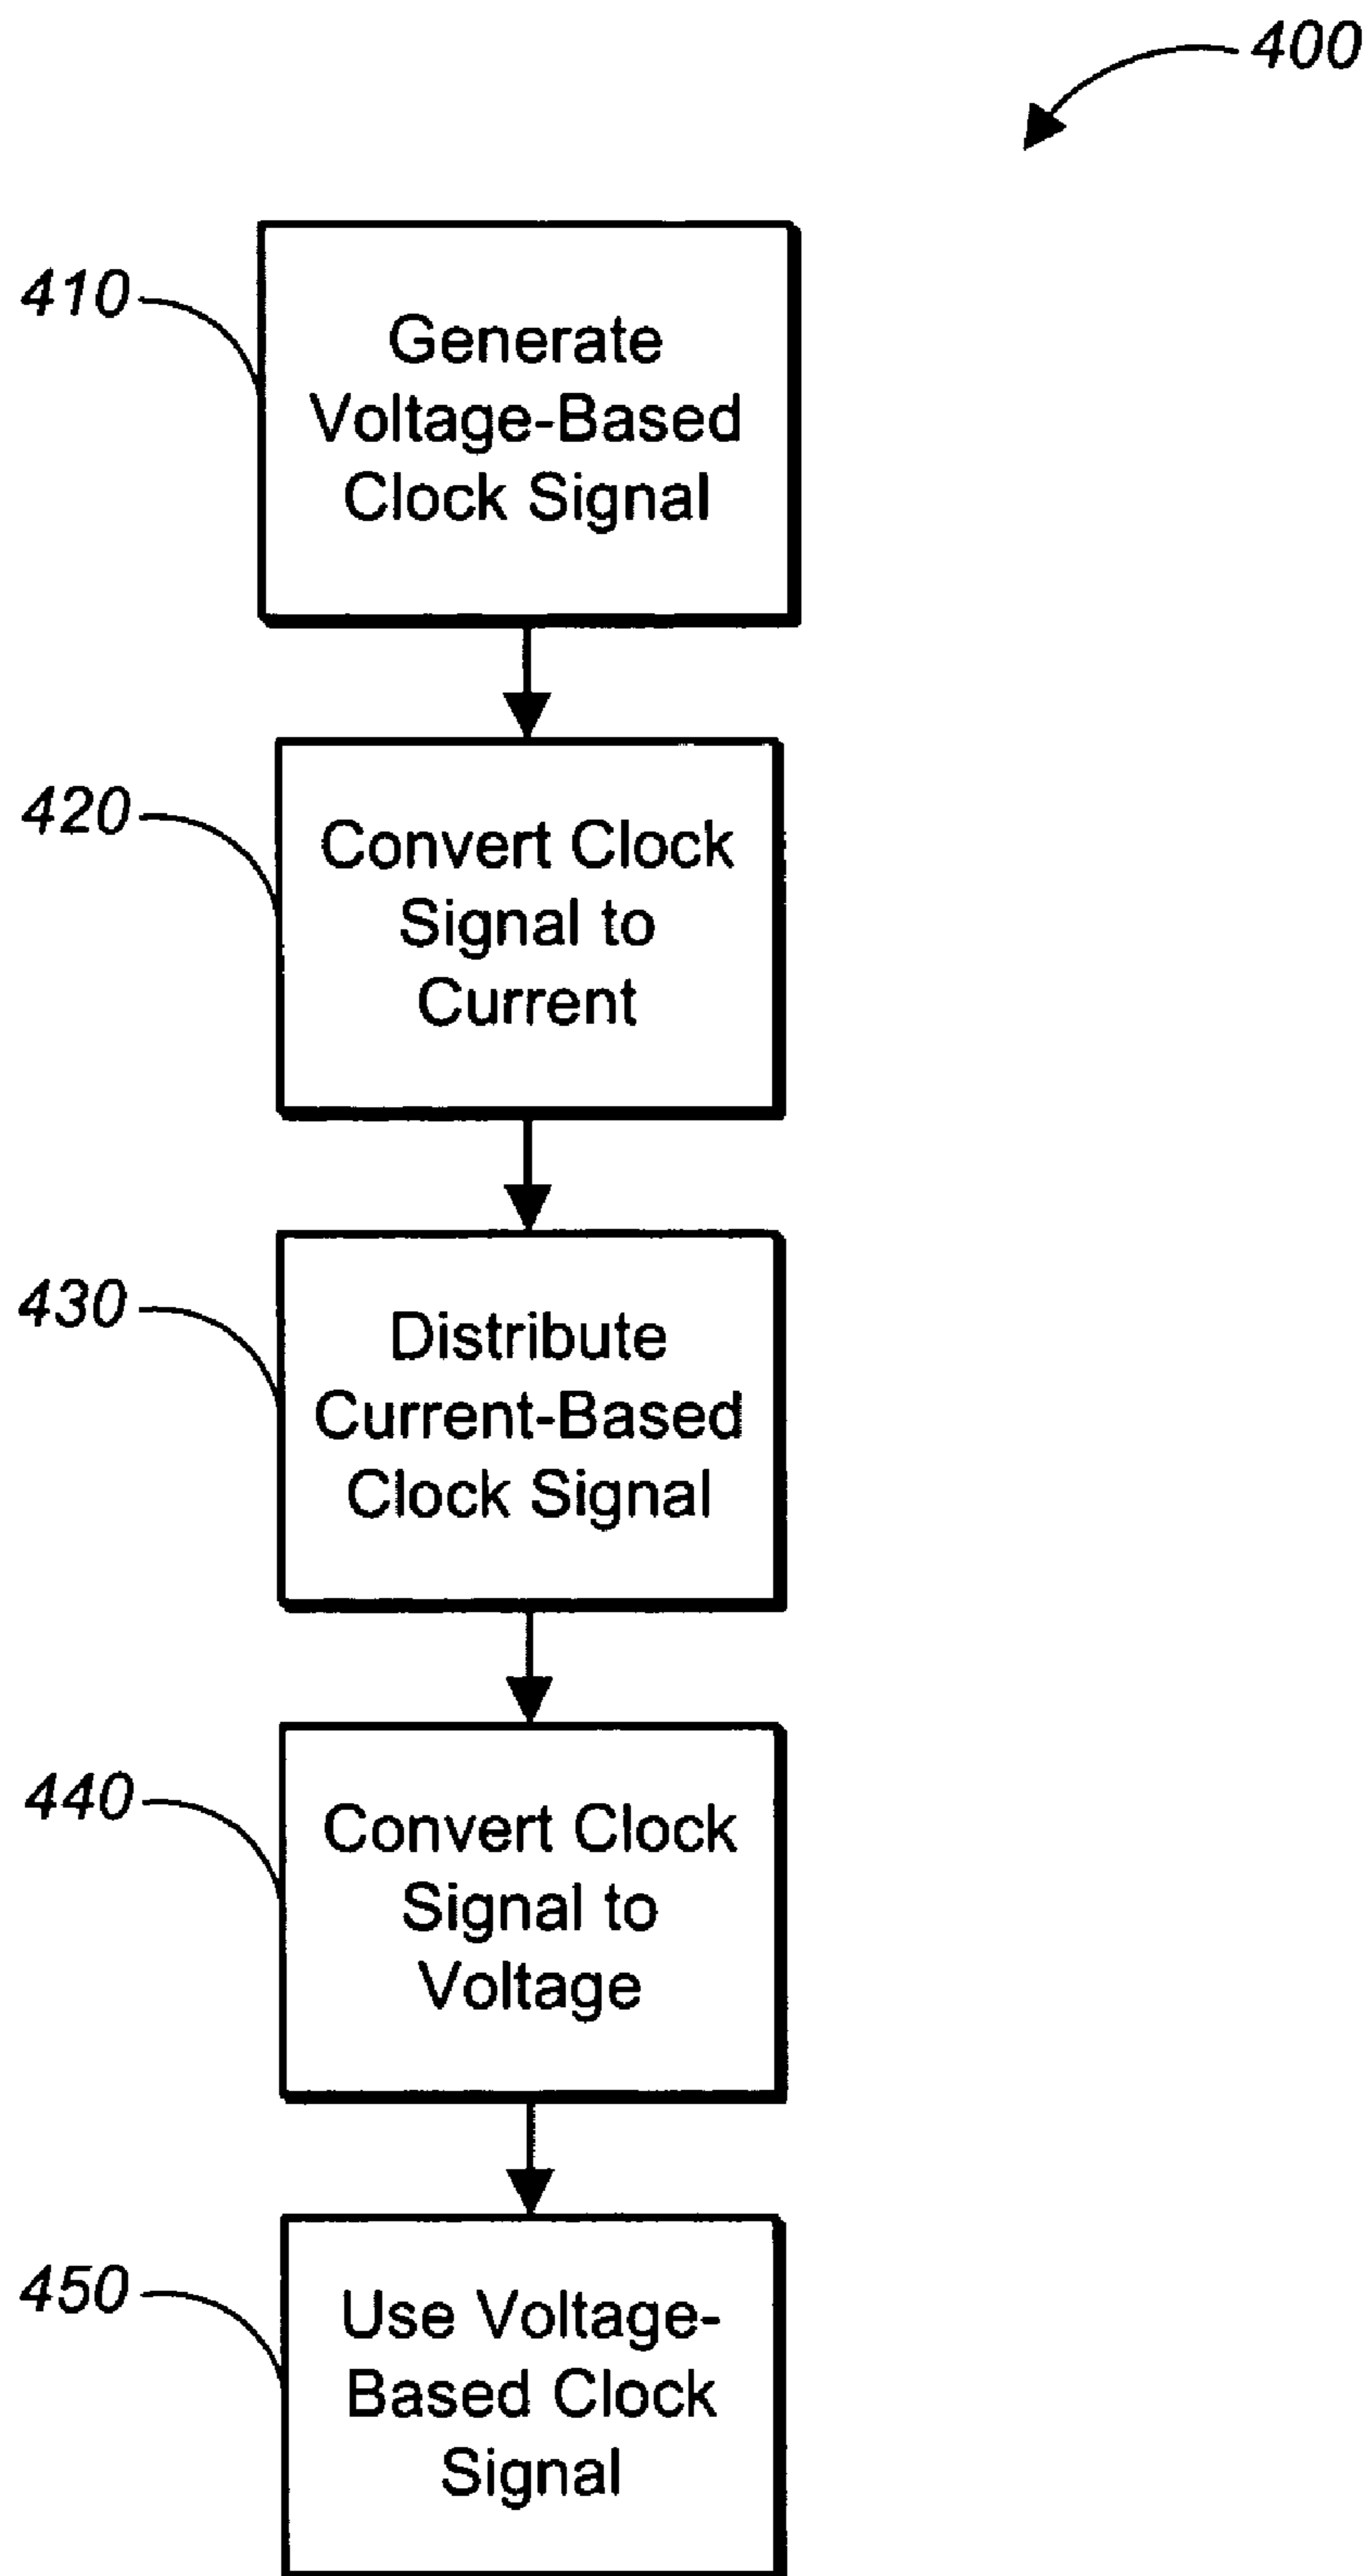 400
410
Generate
Voltage-Based
Clock Signal
420
Convert Clock
Signal to
Current
430
Distribute
Current-Based
Clock Signal
440
Convert Clock
Signal to
Voltage
450
Use Voltage-
Based Clock
Signal